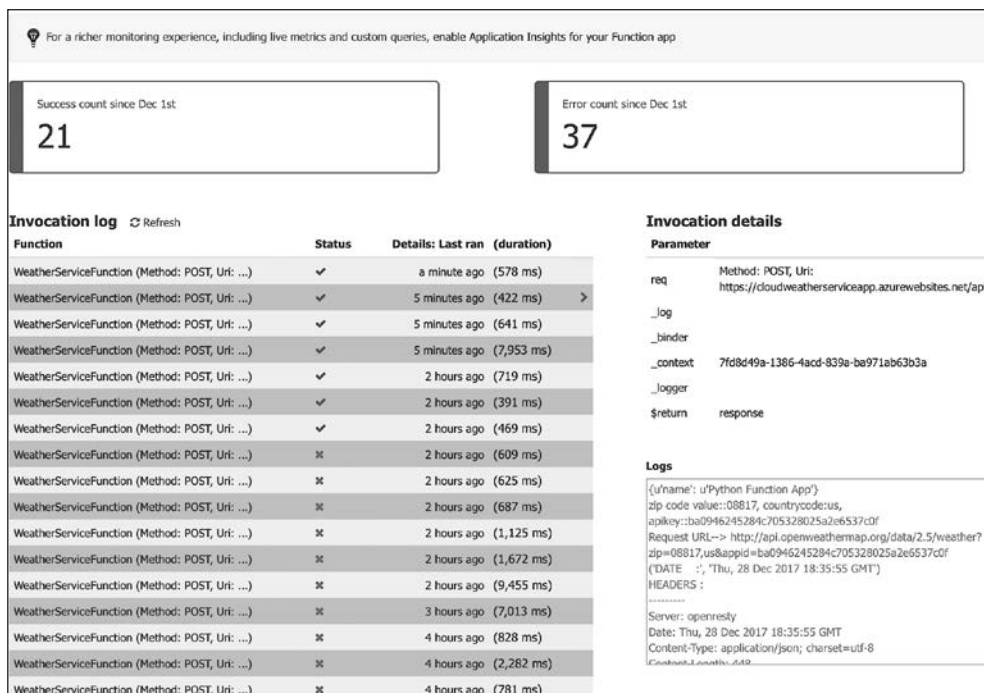 For a richer monitoring experience, including live metrics and custom queries, enable Application Insights for your Function app
Success count since Dec 1st
21
Error count since Dec 1st
37
Invocation log Refresh
Function Status Details: Last ran (duration)
WeatherServiceFunction (Method: POST, Uri: ...) ✔ a minute ago (578 ms)
WeatherServiceFunction (Method: POST, Uri: ...) ✔ 5 minutes ago (422 ms) >
WeatherServiceFunction (Method: POST, Uri: ...) ✔ 5 minutes ago (641 ms)
WeatherServiceFunction (Method: POST, Uri: ...) ✔ 5 minutes ago (7,953 ms)
WeatherServiceFunction (Method: POST, Uri: ...) ✔ 2 hours ago (719 ms)
WeatherServiceFunction (Method: POST, Uri: ...) ✔ 2 hours ago (391 ms)
WeatherServiceFunction (Method: POST, Uri: ...) ✔ 2 hours ago (469 ms)
WeatherServiceFunction (Method: POST, Uri: ...) ✖ 2 hours ago (609 ms)
WeatherServiceFunction (Method: POST, Uri: ...) ✖ 2 hours ago (625 ms)
WeatherServiceFunction (Method: POST, Uri: ...) ✖ 2 hours ago (687 ms)
WeatherServiceFunction (Method: POST, Uri: ...) ✖ 2 hours ago (1,125 ms)
WeatherServiceFunction (Method: POST, Uri: ...) ✖ 2 hours ago (1,672 ms)
WeatherServiceFunction (Method: POST, Uri: ...) ✖ 2 hours ago (9,455 ms)
WeatherServiceFunction (Method: POST, Uri: ...) ✖ 3 hours ago (7,013 ms)
WeatherServiceFunction (Method: POST, Uri: ...) ✖ 4 hours ago (828 ms)
WeatherServiceFunction (Method: POST, Uri: ...) ✖ 4 hours ago (2,282 ms)
WeatherServiceFunction (Method: POST, Uri: ...) ✖ 4 hours ago (781 ms)
Invocation details
Parameter
req Method: POST, Uri:
https://cloudweatherserviceapp.azurewebsites.net/ap
_log
_binder
_context 7fd8d49a-1386-4acd-839a-ba971ab63b3a
_logger
$return response
Logs
{u'name': u'Python Function App'}
zip code value::08817, countrycode:us,
apikey::ba0946245284c705328025a2e6537c0f
Request URL--> http://api.openweathermap.org/data/2.5/weather?
zip=08817,us&appid=ba0946245284c705328025a2e6537c0f
('DATE :', 'Thu, 28 Dec 2017 18:35:55 GMT')
HEADERS :
---------
Server: openresty
Date: Thu, 28 Dec 2017 18:35:55 GMT
Content-Type: application/json; charset=utf-8
Content-Length: 448